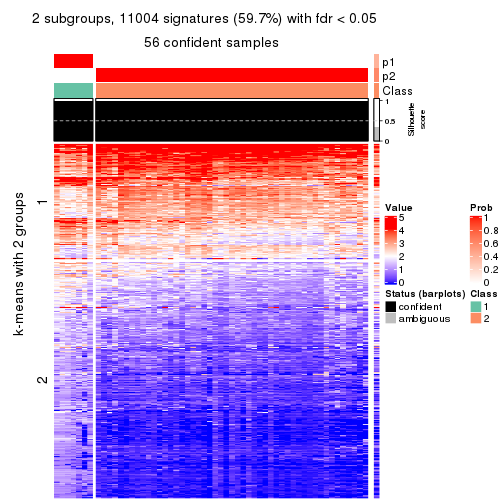 2 subgroups, 11004 signatures (59.7%) with fdr < 0.05
56 confident samples
p1
p2
Class
1
0.5
0
Silhouette
score
k-means with 2 groups
1
2
Value
5
4
3
2
1
0
Prob
1
0.8
0.6
0.4
0.2
0
Status (barplots)
confident
ambiguous
Class
1
2